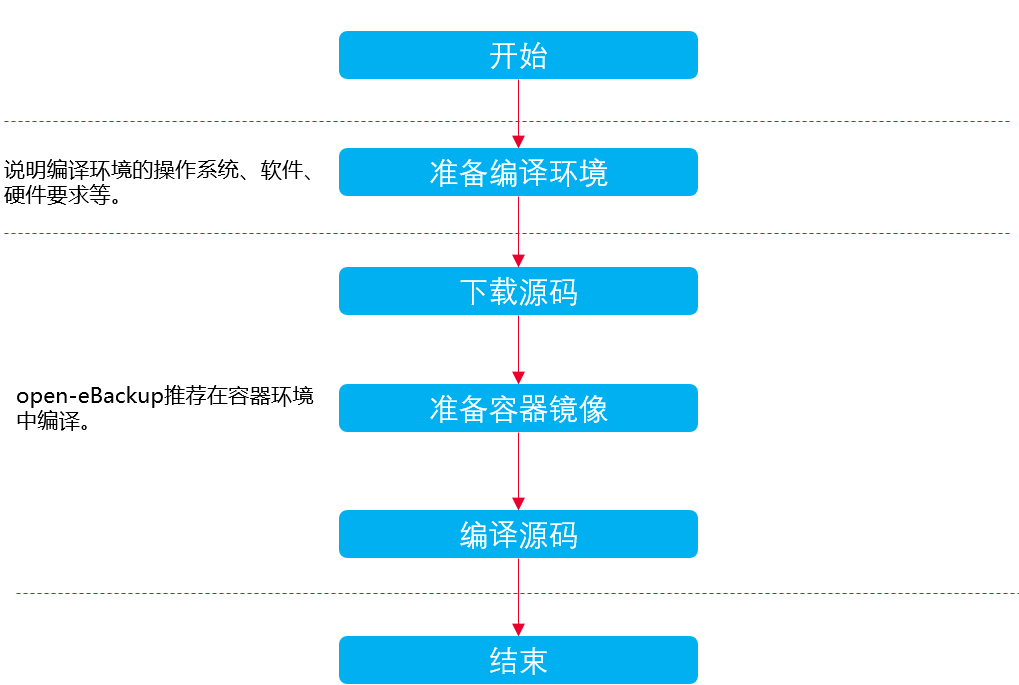 开始
说明编译环境的操作系统、软件、
硬件要求等。
准备编译环境
下载源码
open-eBackup推荐在容器环境
中编译。
准备容器镜像
编译源码
结束